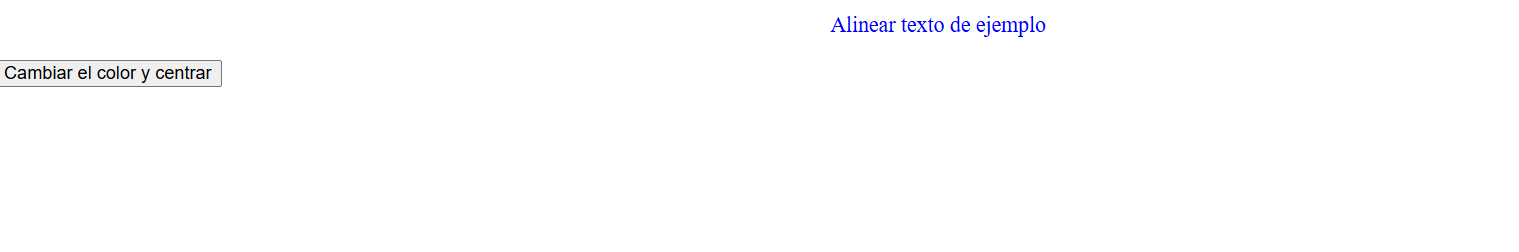 Alinear texto de ejemplo
Cambiar el color y centrar